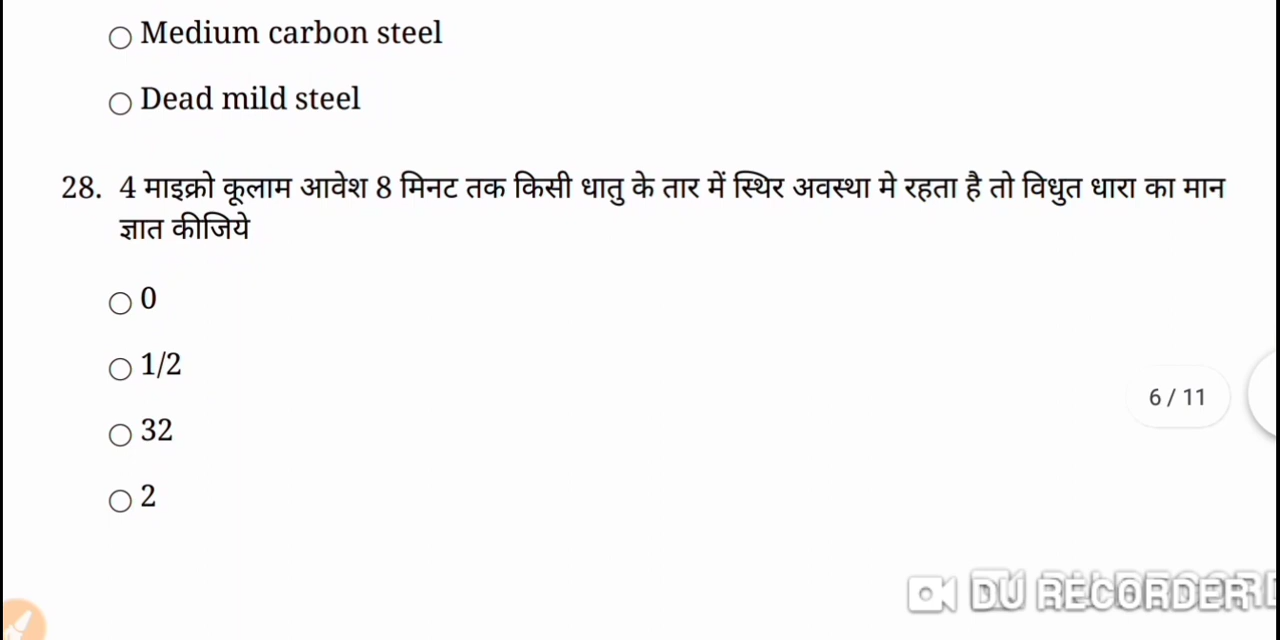 Medium carbon steel
Dead mild steel
28. 4 माइक्रो कूलाम आवेश 8 मिनट तक किसी धातु के तार में स्थिर अवस्था मे रहता है तो विधुत धारा का मान
ज्ञात कीजिये
0
1/2
6 / 11
32
2
DU RECORDER